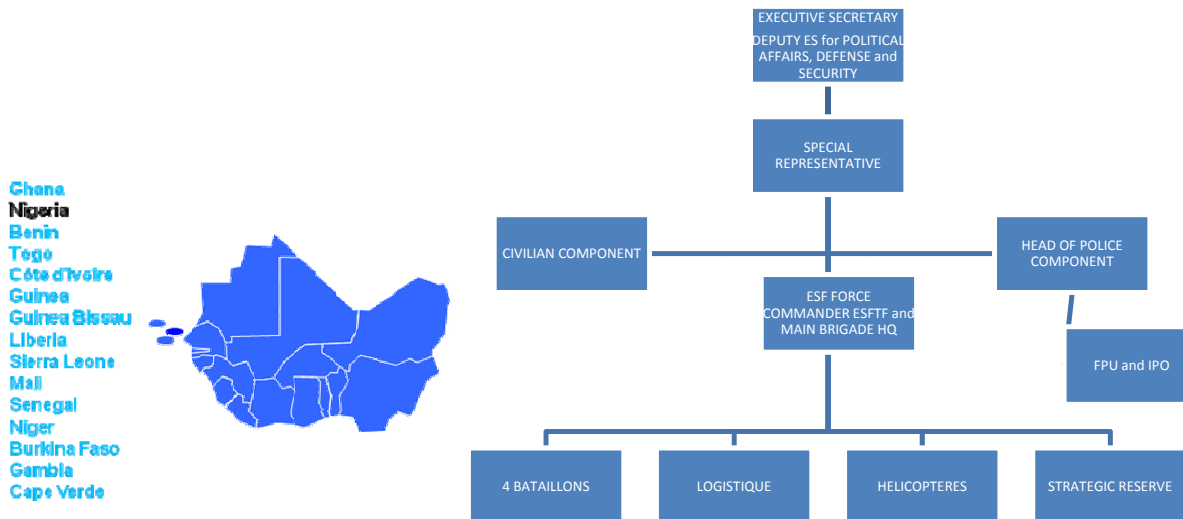 Ghana
Nigeria
Benin
Togo
Côte d'Ivoire
Guinea
Guinea Bissau
Liberia
Sierra Leone
Mali
Senegal
Niger
Burkina Faso
Gambia
Cape Verde
EXECUTIVE SECRETARY
DEPUTY ES for POLITICAL
AFFAIRS, DEFENSE and
SECURITY
SPECIAL
REPRESENTATIVE
CIVILIAN COMPONENT
HEAD OF POLICE
COMPONENT
ESF FORCE
COMMANDER ESFTF and
MAIN BRIGADE HQ
FPU and IPO
4 BATAILLONS
LOGISTIQUE
HELICOPTERES
STRATEGIC RESERVE